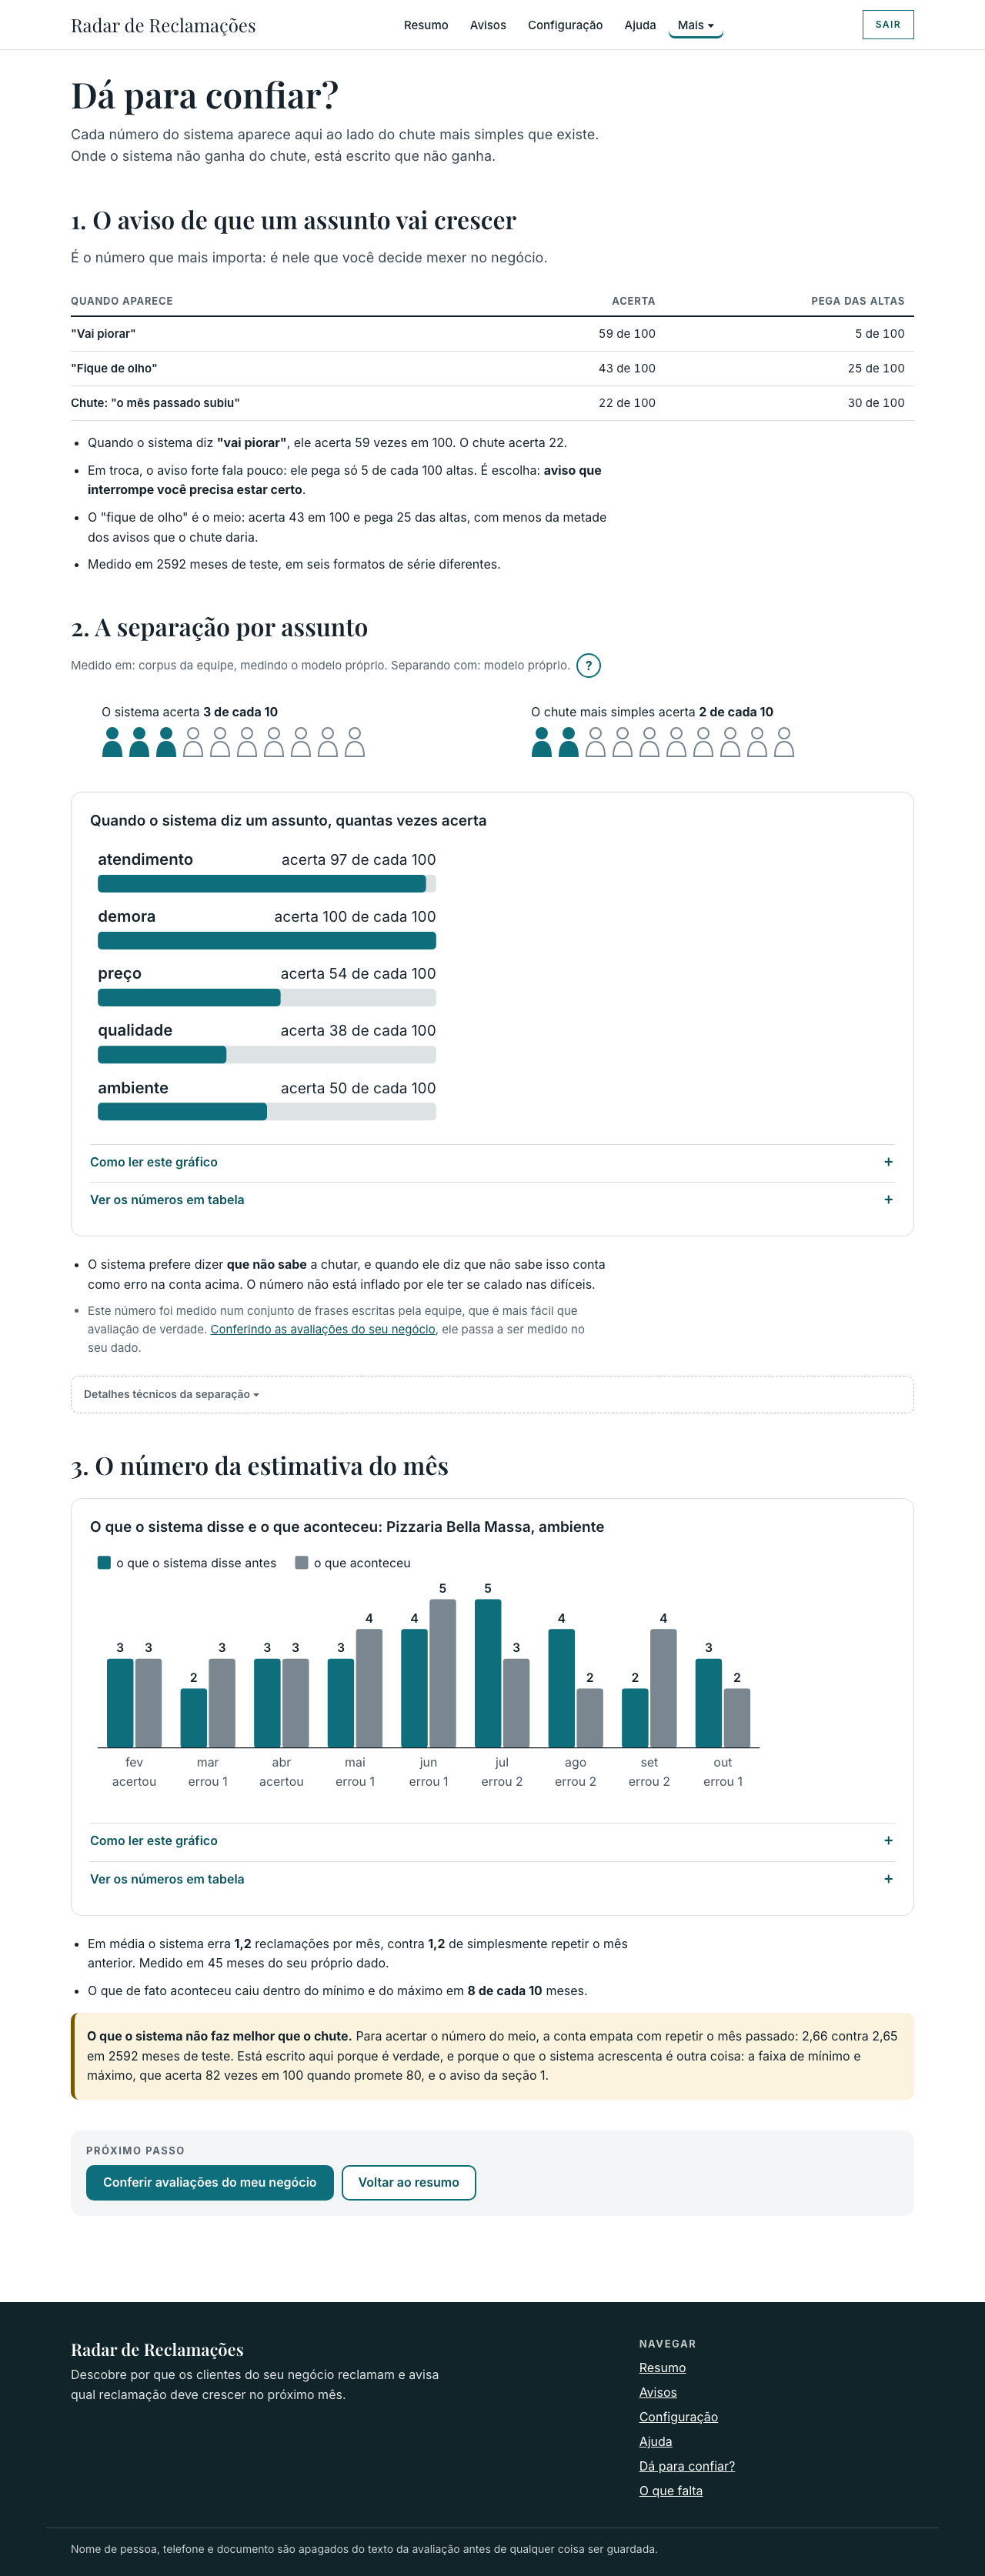 Radar de Reclamações
Resumo Avisos Configuração Ajuda Mais
SAIR
Dá para confiar?
Cada número do sistema aparece aqui ao lado do chute mais simples que existe.
Onde o sistema não ganha do chute, está escrito que não ganha.
1. O aviso de que um assunto vai crescer
É o número que mais importa: é nele que você decide mexer no negócio.
QUANDO APARECE ACERTA PEGA DAS ALTAS
"Vai piorar" 59 de 100 5 de 100
"Fique de olho" 43 de 100 25 de 100
Chute: "o mês passado subiu" 22 de 100 30 de 100
• Quando o sistema diz "vai piorar", ele acerta 59 vezes em 100. O chute acerta 22.
• Em troca, o aviso forte fala pouco: ele pega só 5 de cada 100 altas. É escolha: aviso que
interrompe você precisa estar certo.
• O "fique de olho" é o meio: acerta 43 em 100 e pega 25 das altas, com menos da metade
dos avisos que o chute daria.
• Medido em 2592 meses de teste, em seis formatos de série diferentes.
2. A separação por assunto
Medido em: corpus da equipe, medindo o modelo próprio. Separando com: modelo próprio. ?
O sistema acerta 3 de cada 10
O chute mais simples acerta 2 de cada 10
Quando o sistema diz um assunto, quantas vezes acerta
atendimento acerta 97 de cada 100
demora acerta 100 de cada 100
preço acerta 54 de cada 100
qualidade acerta 38 de cada 100
ambiente acerta 50 de cada 100
Como ler este gráfico +
Ver os números em tabela +
• O sistema prefere dizer que não sabe a chutar, e quando ele diz que não sabe isso conta
como erro na conta acima. O número não está inflado por ele ter se calado nas difíceis.
• Este número foi medido num conjunto de frases escritas pela equipe, que é mais fácil que
avaliação de verdade. Conferindo as avaliações do seu negócio, ele passa a ser medido no
seu dado.
Detalhes técnicos da separação
3. O número da estimativa do mês
O que o sistema disse e o que aconteceu: Pizzaria Bella Massa, ambiente
o que o sistema disse antes o que aconteceu
3 3 2 3 3 3 3 4 4 5 5 3 4 2 2 4 3 2
fev mar abr mai jun jul ago set out
acertou errou 1 acertou errou 1 errou 1 errou 2 errou 2 errou 2 errou 1
Como ler este gráfico +
Ver os números em tabela +
• Em média o sistema erra 1,2 reclamações por mês, contra 1,2 de simplesmente repetir o mês
anterior. Medido em 45 meses do seu próprio dado.
• O que de fato aconteceu caiu dentro do mínimo e do máximo em 8 de cada 10 meses.
O que o sistema não faz melhor que o chute. Para acertar o número do meio, a conta empata com repetir o mês passado: 2,66 contra 2,65
em 2592 meses de teste. Está escrito aqui porque é verdade, e porque o que o sistema acrescenta é outra coisa: a faixa de mínimo e
máximo, que acerta 82 vezes em 100 quando promete 80, e o aviso da seção 1.
PRÓXIMO PASSO
Conferir avaliações do meu negócio Voltar ao resumo
Radar de Reclamações
Descobre por que os clientes do seu negócio reclamam e avisa
qual reclamação deve crescer no próximo mês.
NAVEGAR
Resumo
Avisos
Configuração
Ajuda
Dá para confiar?
O que falta
Nome de pessoa, telefone e documento são apagados do texto da avaliação antes de qualquer coisa ser guardada.